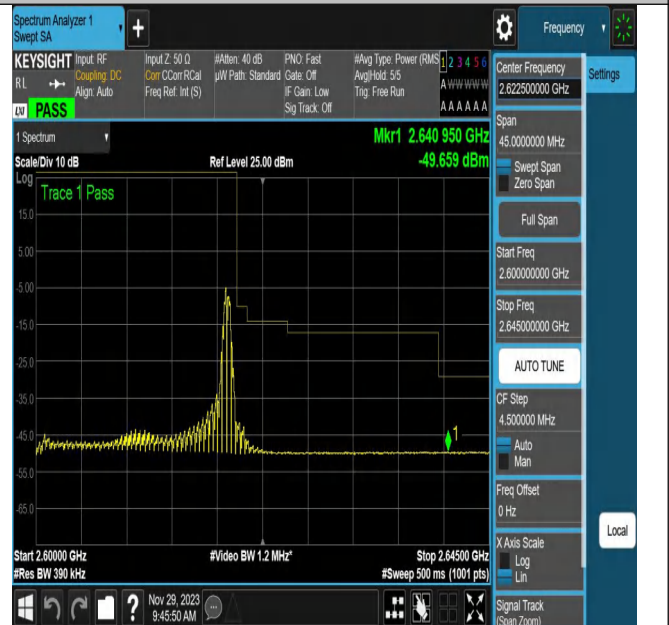 Spectrum Analyzer 1
Swept SA
+
Frequency
KEYSIGHT
RL
Input: RF
Coupling: DC
Align: Auto
Input Z: 50 Ω
Corr CCorr RCal
Freq Ref: Int (S)
#Atten: 40 dB
µW Path: Standard
PNO: Fast
Gate: Off
IF Gain: Low
Sig Track: Off
#Avg Type: Power (RMS
Avg|Hold: 5/5
Trig: Free Run
1 2 3 4 5 6
A W W W W W
A A A A A A
LXI PASS
1 Spectrum
Scale/Div 10 dB
Log
Ref Level 25.00 dBm
Mkr1 2.640 950 GHz
-49.659 dBm
Trace 1 Pass
15.0
5.00
-5.00
-15.0
-25.0
-35.0
-45.0
-55.0
-65.0
1
Start 2.60000 GHz
#Res BW 390 kHz
#Video BW 1.2 MHz*
Stop 2.64500 GHz
#Sweep 500 ms (1001 pts)
Center Frequency
2.622500000 GHz
Settings
Span
45.0000000 MHz
Swept Span
Zero Span
Full Span
Start Freq
2.600000000 GHz
Stop Freq
2.645000000 GHz
AUTO TUNE
CF Step
4.500000 MHz
Auto
Man
Freq Offset
0 Hz
X Axis Scale
Log
Lin
Local
Signal Track
(Span Zoom)
?
Nov 29, 2023
9:45:50 AM